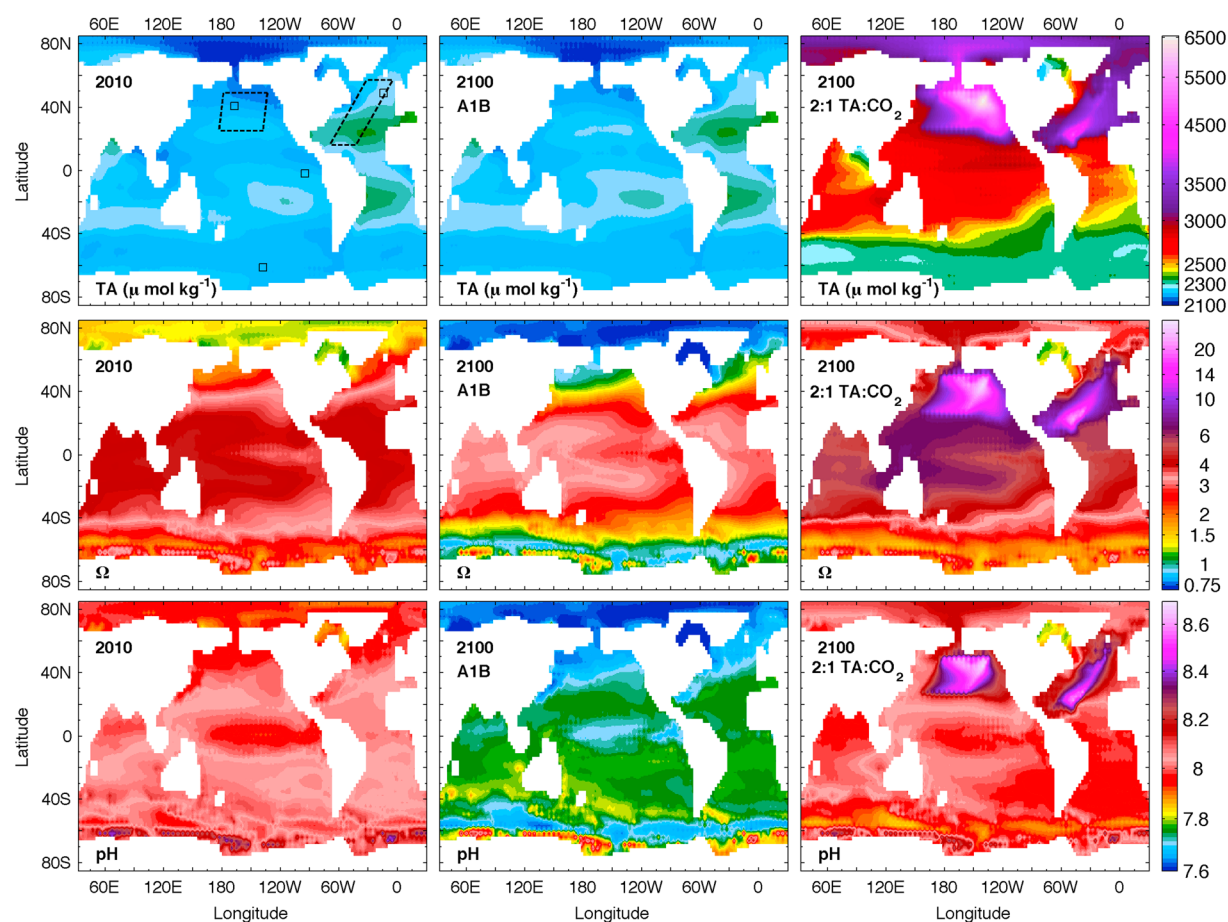 60E 120E 180 120W 60W 0 60E 120E 180 120W 60W 0 60E 120E 180 120W 60W 0
80N
40N
0
40S
80S
Latitude
2010
TA (μ mol kg⁻¹)
2100
A1B
TA (μ mol kg⁻¹)
2100
2:1 TA:CO₂
TA (μ mol kg⁻¹)
6500
5500
4500
3500
3000
2500
2300
2100
80N
40N
0
40S
80S
Latitude
2010
Ω
2100
A1B
Ω
2100
2:1 TA:CO₂
Ω
20
14
10
6
4
3
2
1.5
1
0.75
80N
40N
0
40S
80S
Latitude
2010
pH
2100
A1B
pH
2100
2:1 TA:CO₂
pH
8.6
8.4
8.2
8
7.8
7.6
60E 120E 180 120W 60W 0 60E 120E 180 120W 60W 0 60E 120E 180 120W 60W 0
Longitude Longitude Longitude